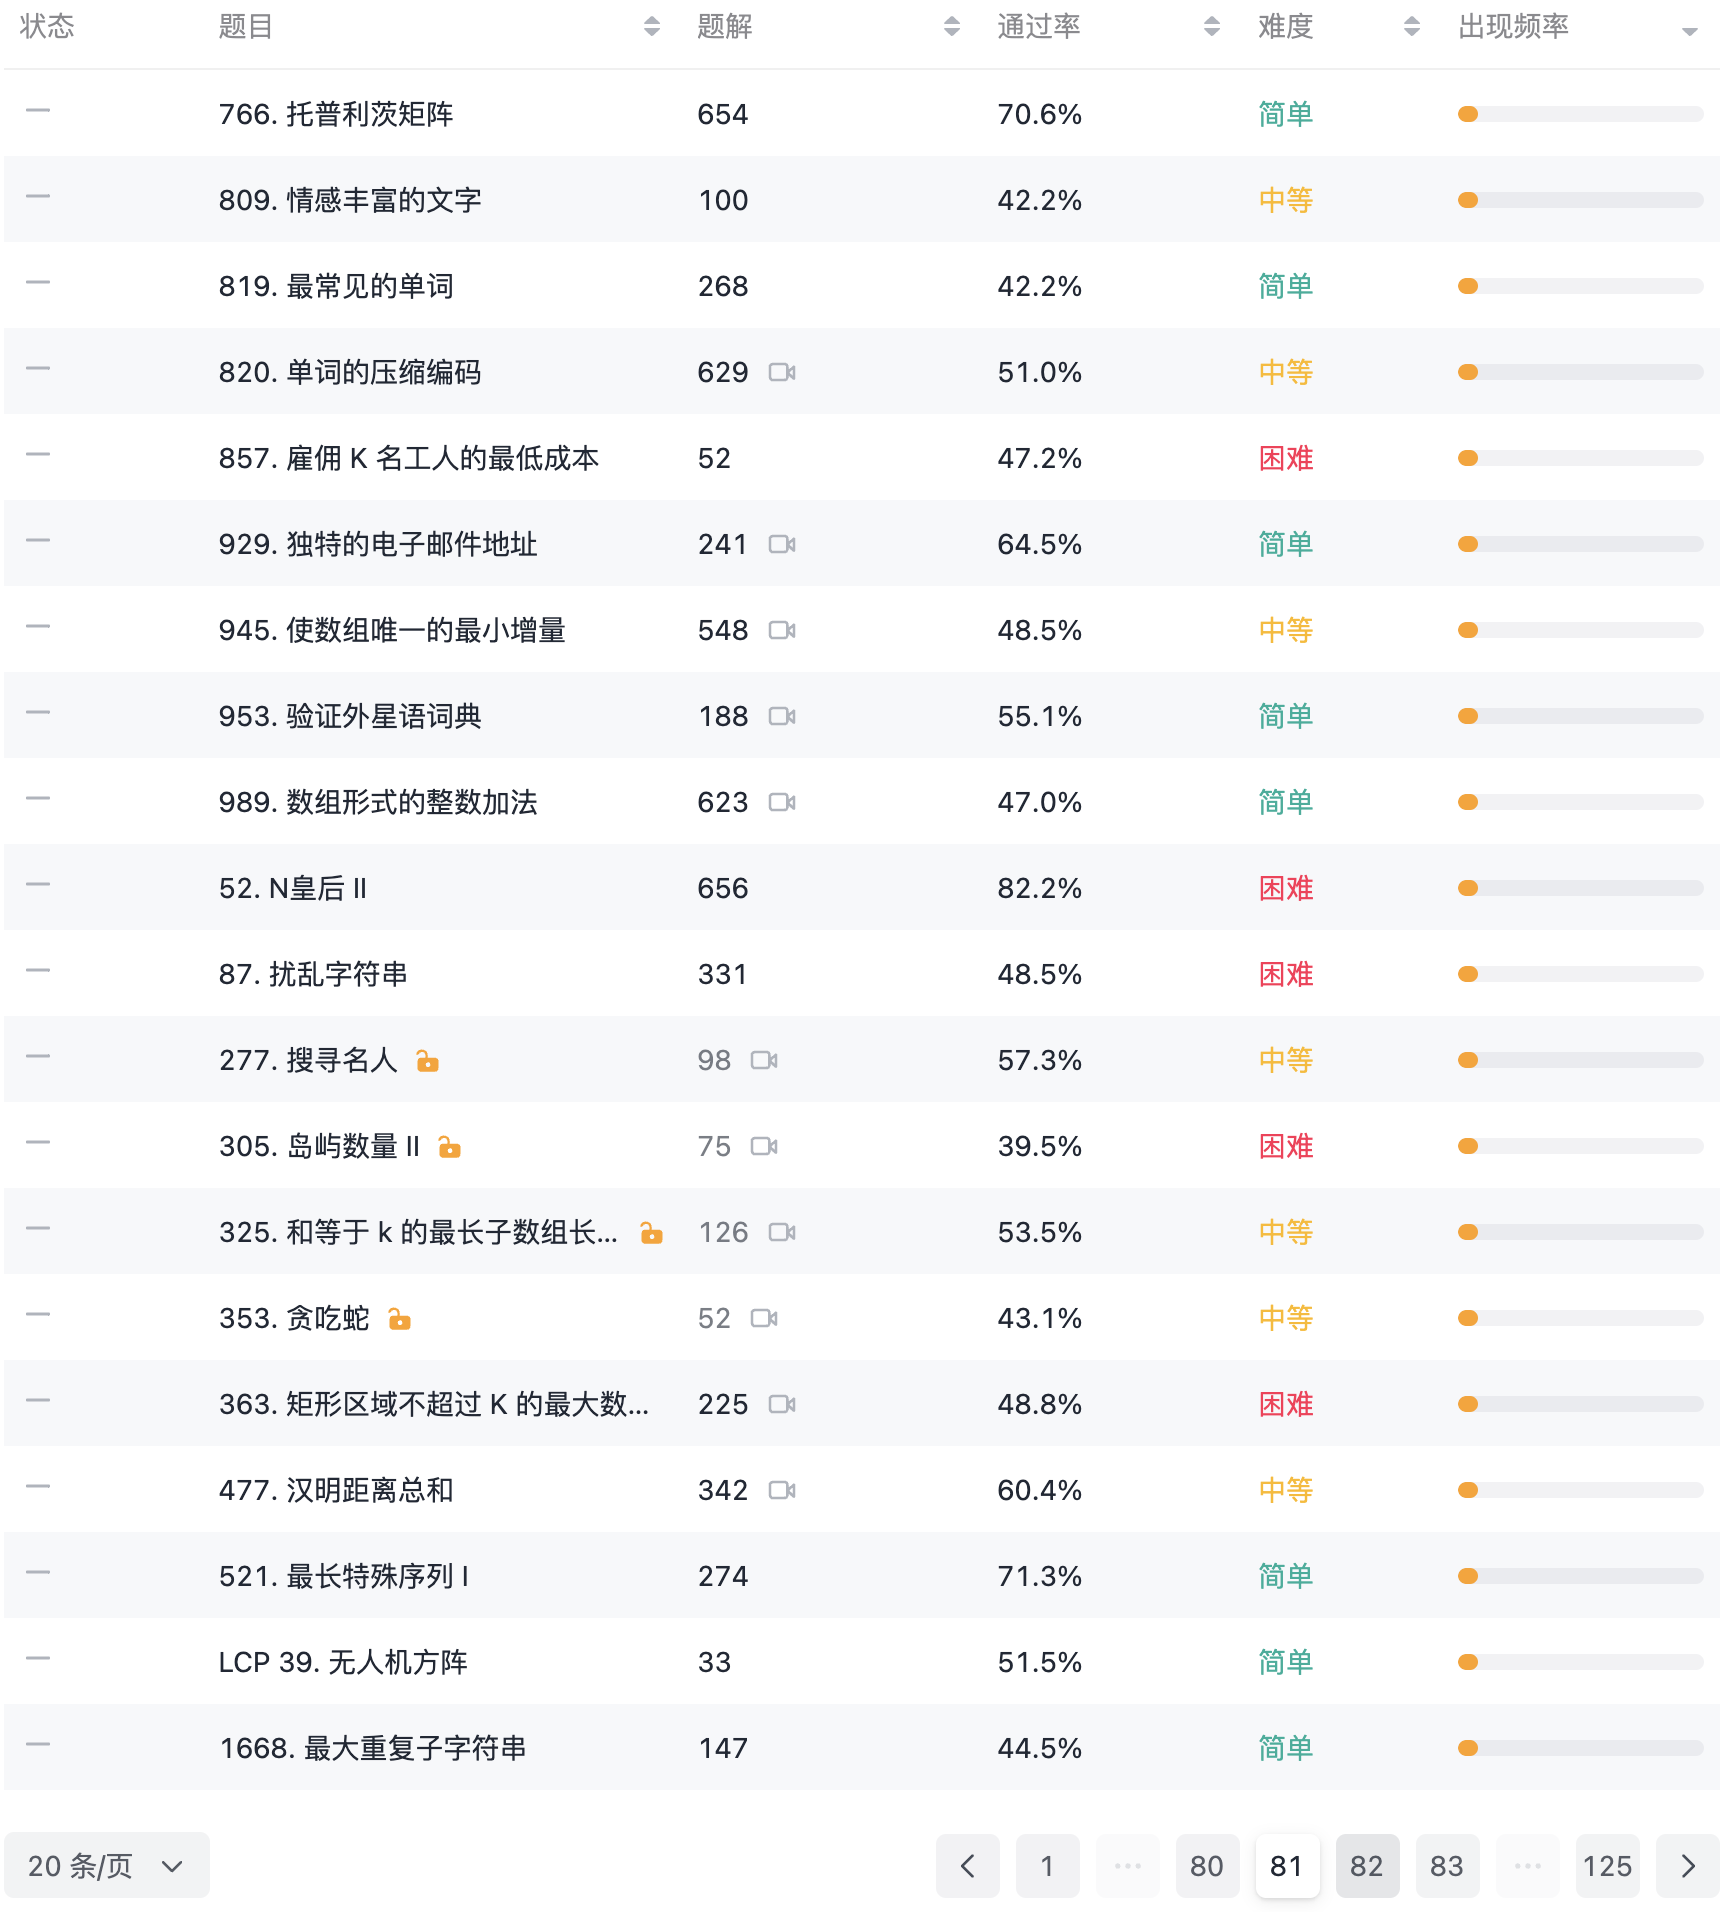 状态 题目 题解 通过率 难度 出现频率
766. 托普利茨矩阵 654 70.6% 简单
809. 情感丰富的文字 100 42.2% 中等
819. 最常见的单词 268 42.2% 简单
820. 单词的压缩编码 629 51.0% 中等
857. 雇佣 K 名工人的最低成本 52 47.2% 困难
929. 独特的电子邮件地址 241 64.5% 简单
945. 使数组唯一的最小增量 548 48.5% 中等
953. 验证外星语词典 188 55.1% 简单
989. 数组形式的整数加法 623 47.0% 简单
52. N皇后 II 656 82.2% 困难
87. 扰乱字符串 331 48.5% 困难
277. 搜寻名人 98 57.3% 中等
305. 岛屿数量 II 75 39.5% 困难
325. 和等于 k 的最长子数组长... 126 53.5% 中等
353. 贪吃蛇 52 43.1% 中等
363. 矩形区域不超过 K 的最大数... 225 48.8% 困难
477. 汉明距离总和 342 60.4% 中等
521. 最长特殊序列 I 274 71.3% 简单
LCP 39. 无人机方阵 33 51.5% 简单
1668. 最大重复子字符串 147 44.5% 简单
20 条/页 1 ··· 80 81 82 83 ··· 125